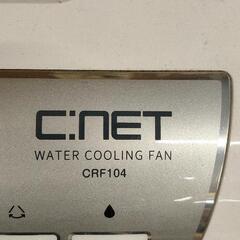 C:NET
WATER COOLING FAN
CRF104